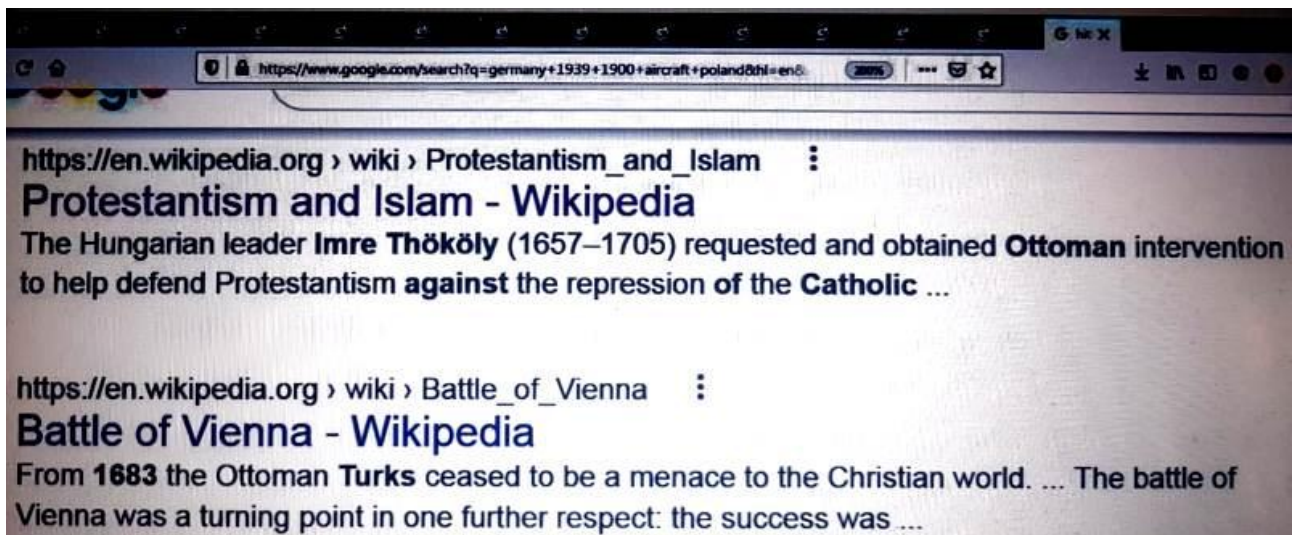 https://www.google.com/search?q=germany+1939+1900+aircraft+poland&hl=en&
200%
https://en.wikipedia.org › wiki › Protestantism_and_Islam
Protestantism and Islam - Wikipedia
The Hungarian leader Imre Thököly (1657–1705) requested and obtained Ottoman intervention
to help defend Protestantism against the repression of the Catholic ...
https://en.wikipedia.org › wiki › Battle_of_Vienna
Battle of Vienna - Wikipedia
From 1683 the Ottoman Turks ceased to be a menace to the Christian world. ... The battle of
Vienna was a turning point in one further respect: the success was ...